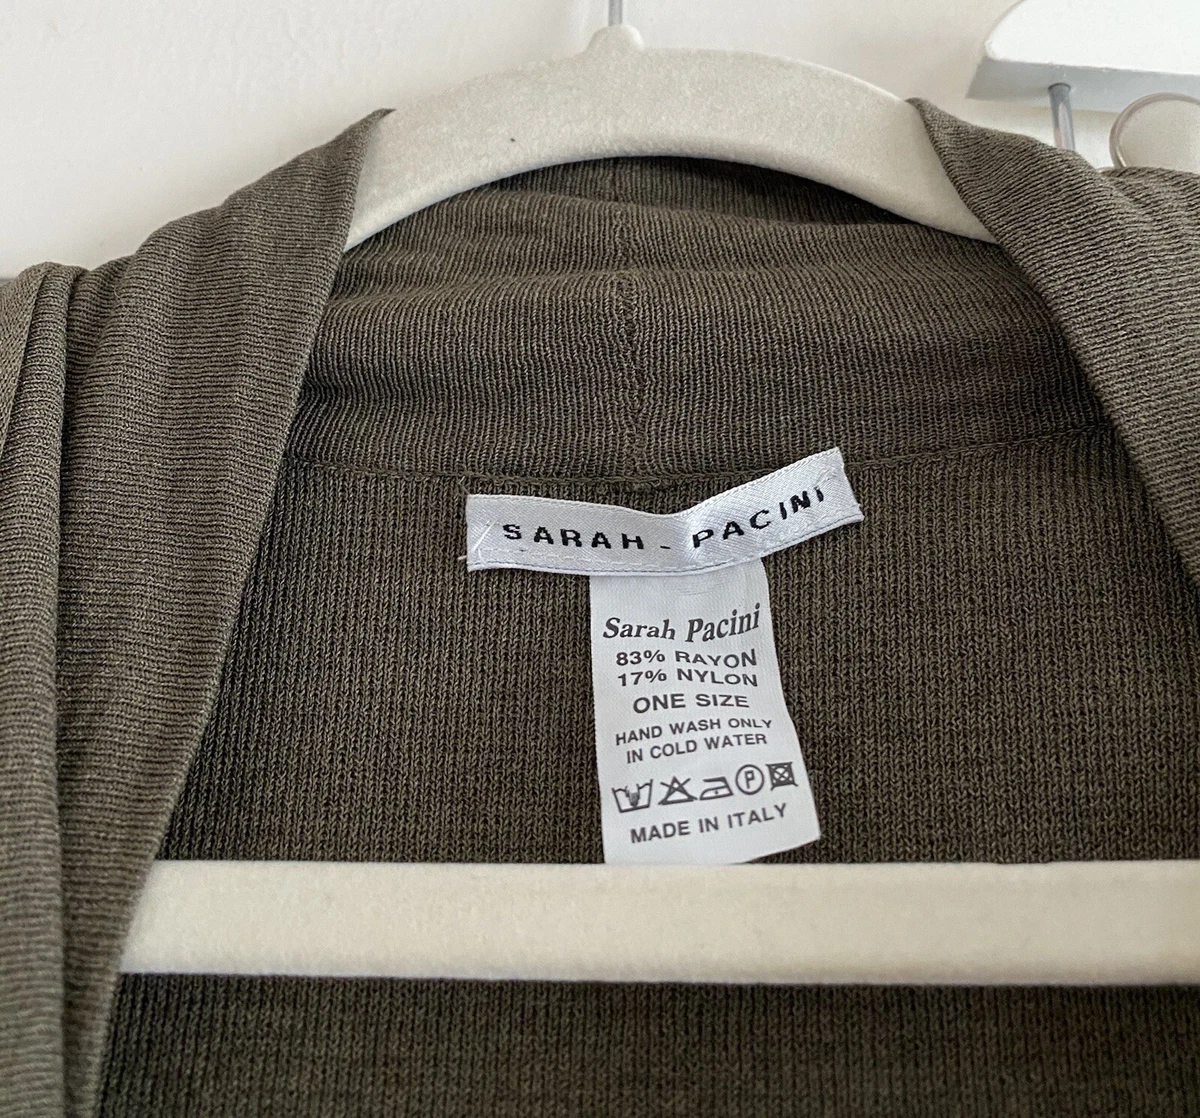 SARAH - PACINI
Sarah Pacini
83% RAYON
17% NYLON
ONE SIZE
HAND WASH ONLY
IN COLD WATER
P
MADE IN ITALY